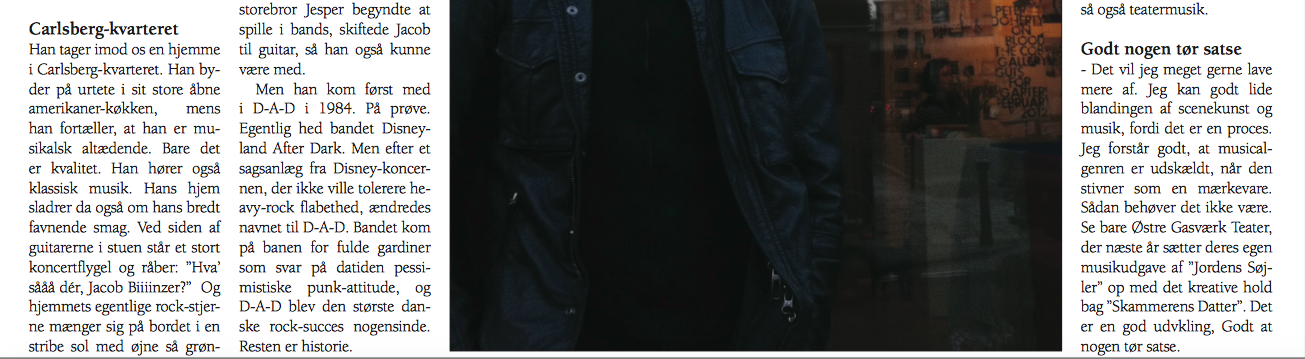 Carlsberg-kvarteret
Han tager imod os en hjemme
i Carlsberg-kvarteret. Han by-
der på urtete i sit store åbne
amerikaner-køkken, mens
han fortæller, at han er mu-
sikalsk altædende. Bare det
er kvalitet. Han hører også
klassisk musik. Hans hjem
sladrer da også om hans bredt
favnende smag. Ved siden af
guitarerne i stuen står et stort
koncertflygel og råber: ”Hva’
sååå dér, Jacob Biiiinzer?” Og
hjemmets egentlige rock-stjer-
ne mænger sig på bordet i en
stribe sol med øjne så grøn-
storebror Jesper begyndte at
spille i bands, skiftede Jacob
til guitar, så han også kunne
være med.
Men han kom først med
i D-A-D i 1984. På prøve.
Egentlig hed bandet Disney-
land After Dark. Men efter et
sagsanlæg fra Disney-koncer-
nen, der ikke ville tolerere he-
avy-rock flabethed, ændredes
navnet til D-A-D. Bandet kom
på banen for fulde gardiner
som svar på datiden pessi-
mistiske punk-attitude, og
D-A-D blev den største dan-
ske rock-succes nogensinde.
Resten er historie.
DOHERTY
ON
BLOOD
GALLERY
GUTS
FOR
FEBRUARY
2012
så også teatermusik.
Godt nogen tør satse
- Det vil jeg meget gerne lave
mere af. Jeg kan godt lide
blandingen af scenekunst og
musik, fordi det er en proces.
Jeg forstår godt, at musical-
genren er udskældt, når den
stivner som en mærkevare.
Sådan behøver det ikke være.
Se bare Østre Gasværk Teater,
der næste år sætter deres egen
musikudgave af ”Jordens Søj-
ler” op med det kreative hold
bag ”Skammerens Datter”. Det
er en god udvkling, Godt at
nogen tør satse.